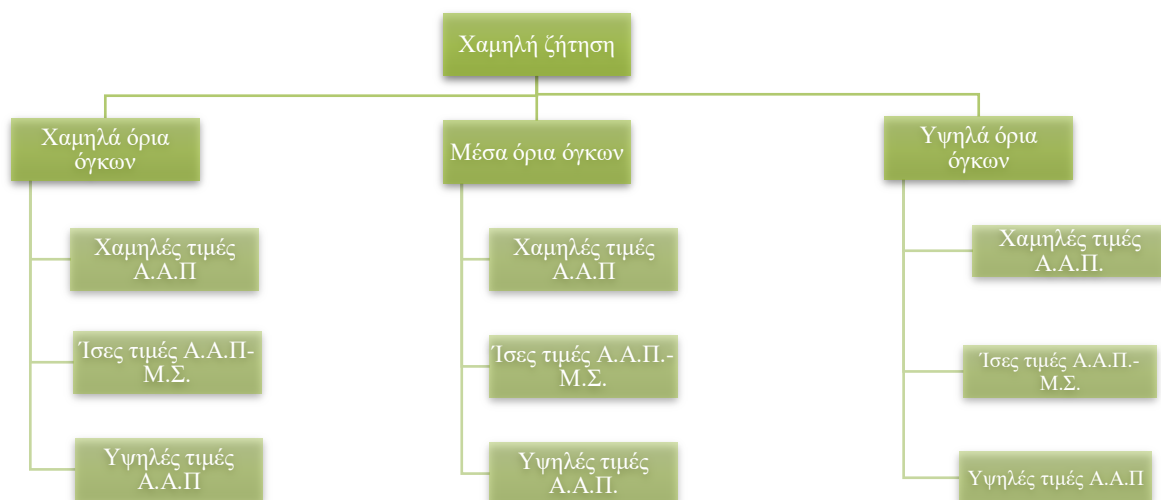 Χαμηλή ζήτηση
Χαμηλά όρια
όγκων
Χαμηλές τιμές
Α.Α.Π
Ίσες τιμές Α.Α.Π-
Μ.Σ.
Υψηλές τιμές
Α.Α.Π
Μέσα όρια όγκων
Χαμηλές τιμές
Α.Α.Π
Ίσες τιμές Α.Α.Π.-
Μ.Σ.
Υψηλές τιμές
Α.Α.Π.
Υψηλά όρια
όγκων
Χαμηλές τιμές
Α.Α.Π.
Ίσες τιμές Α.Α.Π.-
Μ.Σ.
Υψηλές τιμές Α.Α.Π